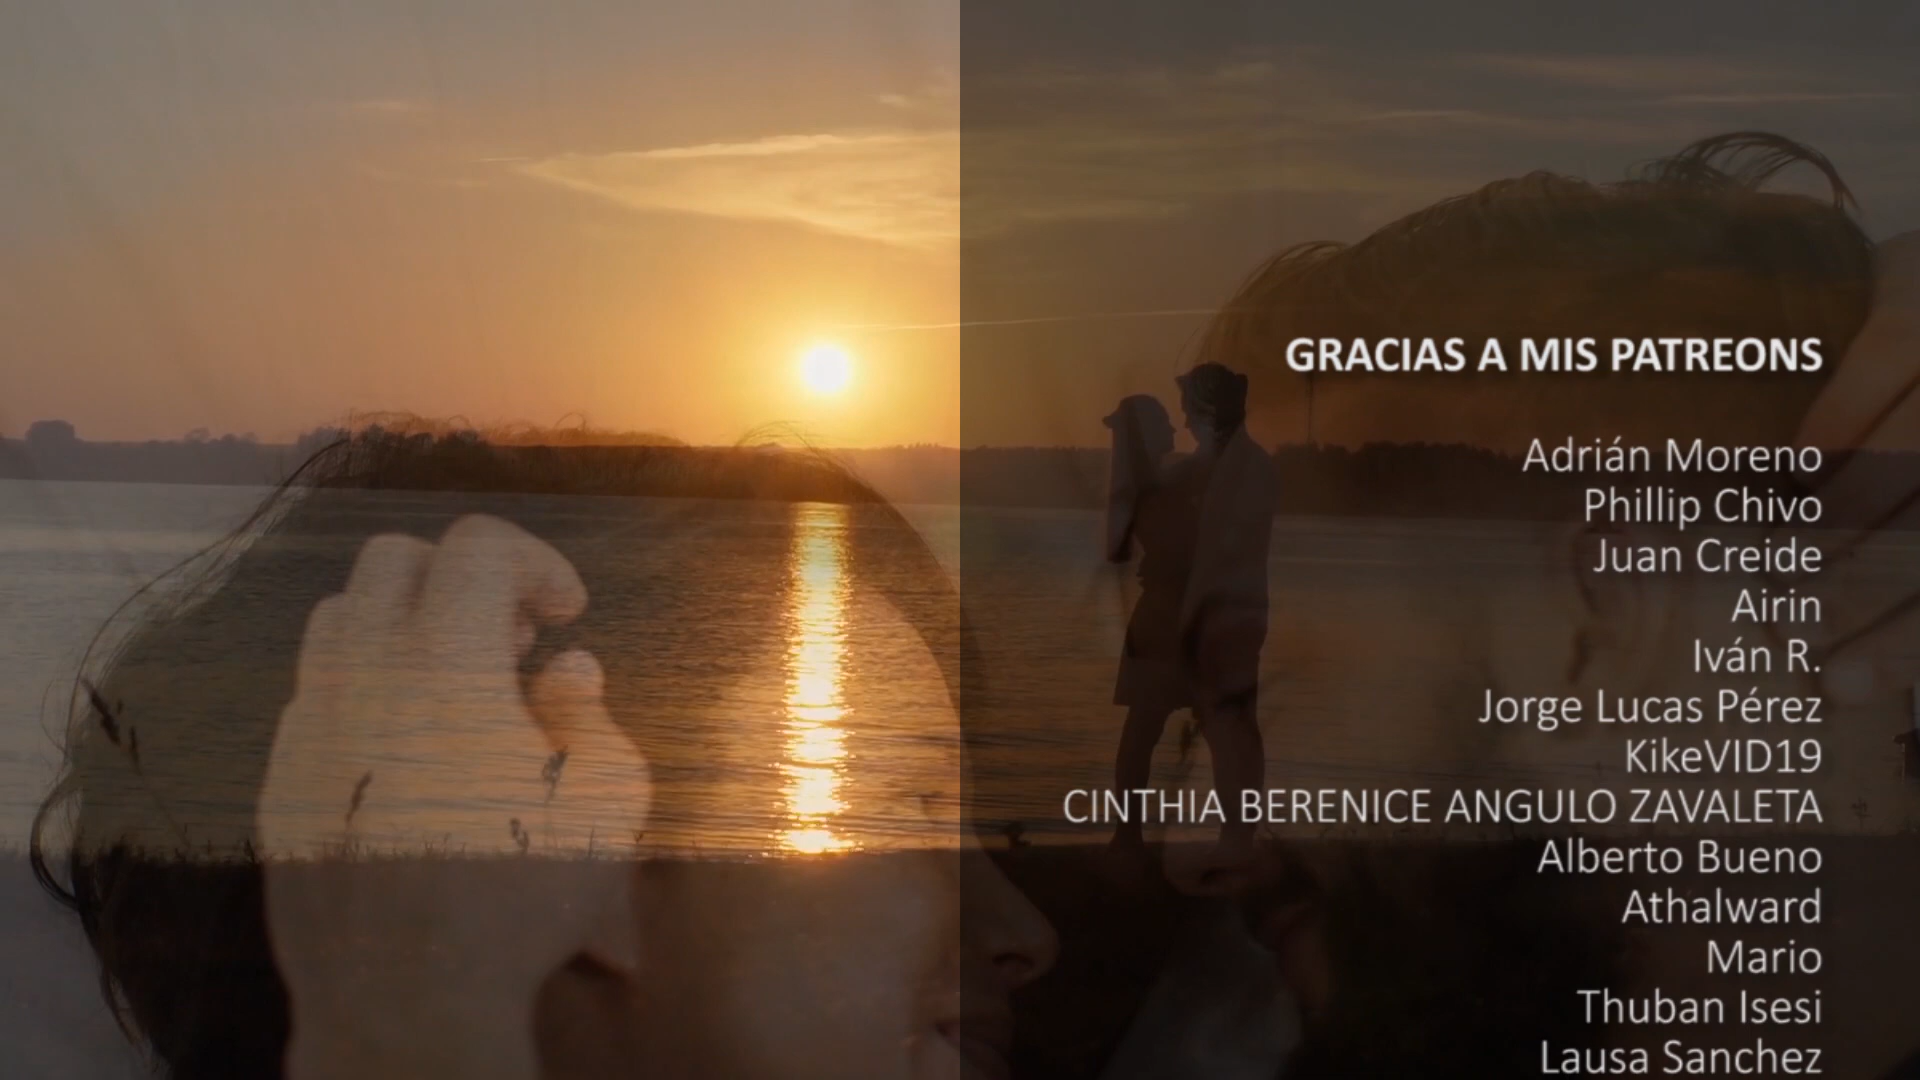 GRACIAS A MIS PATREONS
Adrián Moreno
Phillip Chivo
Juan Creide
Airin
Iván R.
Jorge Lucas Pérez
KikeVID19
CINTHIA BERENICE ANGULO ZAVALETA
Alberto Bueno
Athalward
Mario
Thuban Isesi
Lausa Sanchez